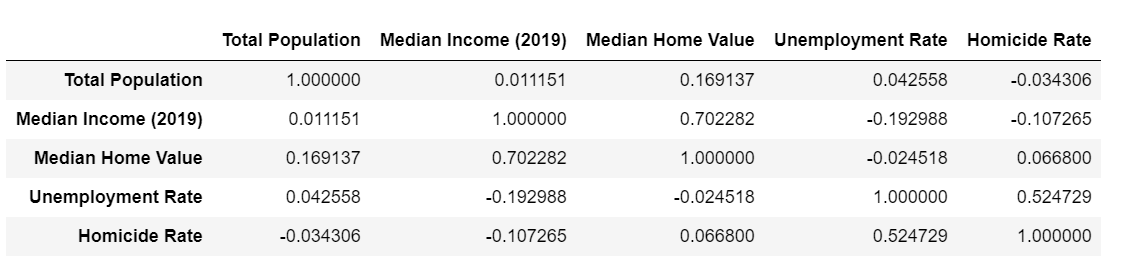 Total Population Median Income (2019) Median Home Value Unemployment Rate Homicide Rate
Total Population 1.000000 0.011151 0.169137 0.042558 -0.034306
Median Income (2019) 0.011151 1.000000 0.702282 -0.192988 -0.107265
Median Home Value 0.169137 0.702282 1.000000 -0.024518 0.066800
Unemployment Rate 0.042558 -0.192988 -0.024518 1.000000 0.524729
Homicide Rate -0.034306 -0.107265 0.066800 0.524729 1.000000